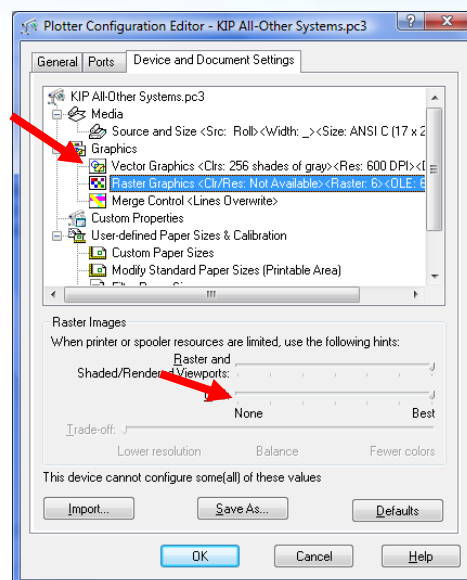 Plotter Configuration Editor - KIP All-Other Systems.pc3
General Ports Device and Document Settings
KIP All-Other Systems.pc3
Media
Source and Size <Src: Roll><Width: _><Size: ANSI C (17 x 2
Graphics
Vector Graphics <Clrs: 256 shades of gray><Res: 600 DPI>
Raster Graphics <Clr/Res: Not Available><Raster: 6><OLE: 6
Merge Control <Lines Overwrite>
Custom Properties
User-defined Paper Sizes & Calibration
Custom Paper Sizes
Modify Standard Paper Sizes (Printable Area)
Raster Images
When printer or spooler resources are limited, use the following hints:
Raster and
Shaded/Rendered Viewports:
None Best
Trade-off:
Lower resolution Balance Fewer colors
This device cannot configure some(all) of these values
Import... Save As... Defaults
OK Cancel Help